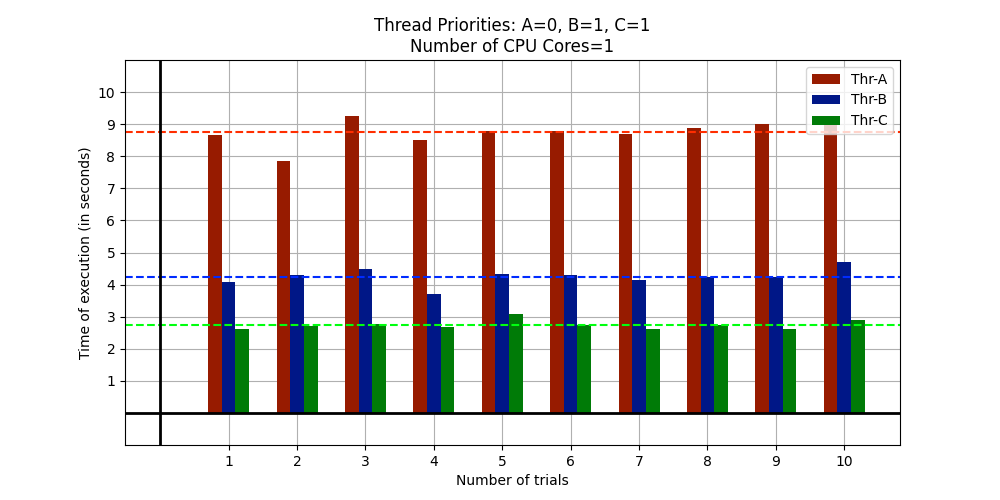 Thread Priorities: A=0, B=1, C=1
Number of CPU Cores=1
Thr-A
Thr-B
Thr-C
Time of execution (in seconds)
10
9
8
7
6
5
4
3
2
1
1 2 3 4 5 6 7 8 9 10
Number of trials